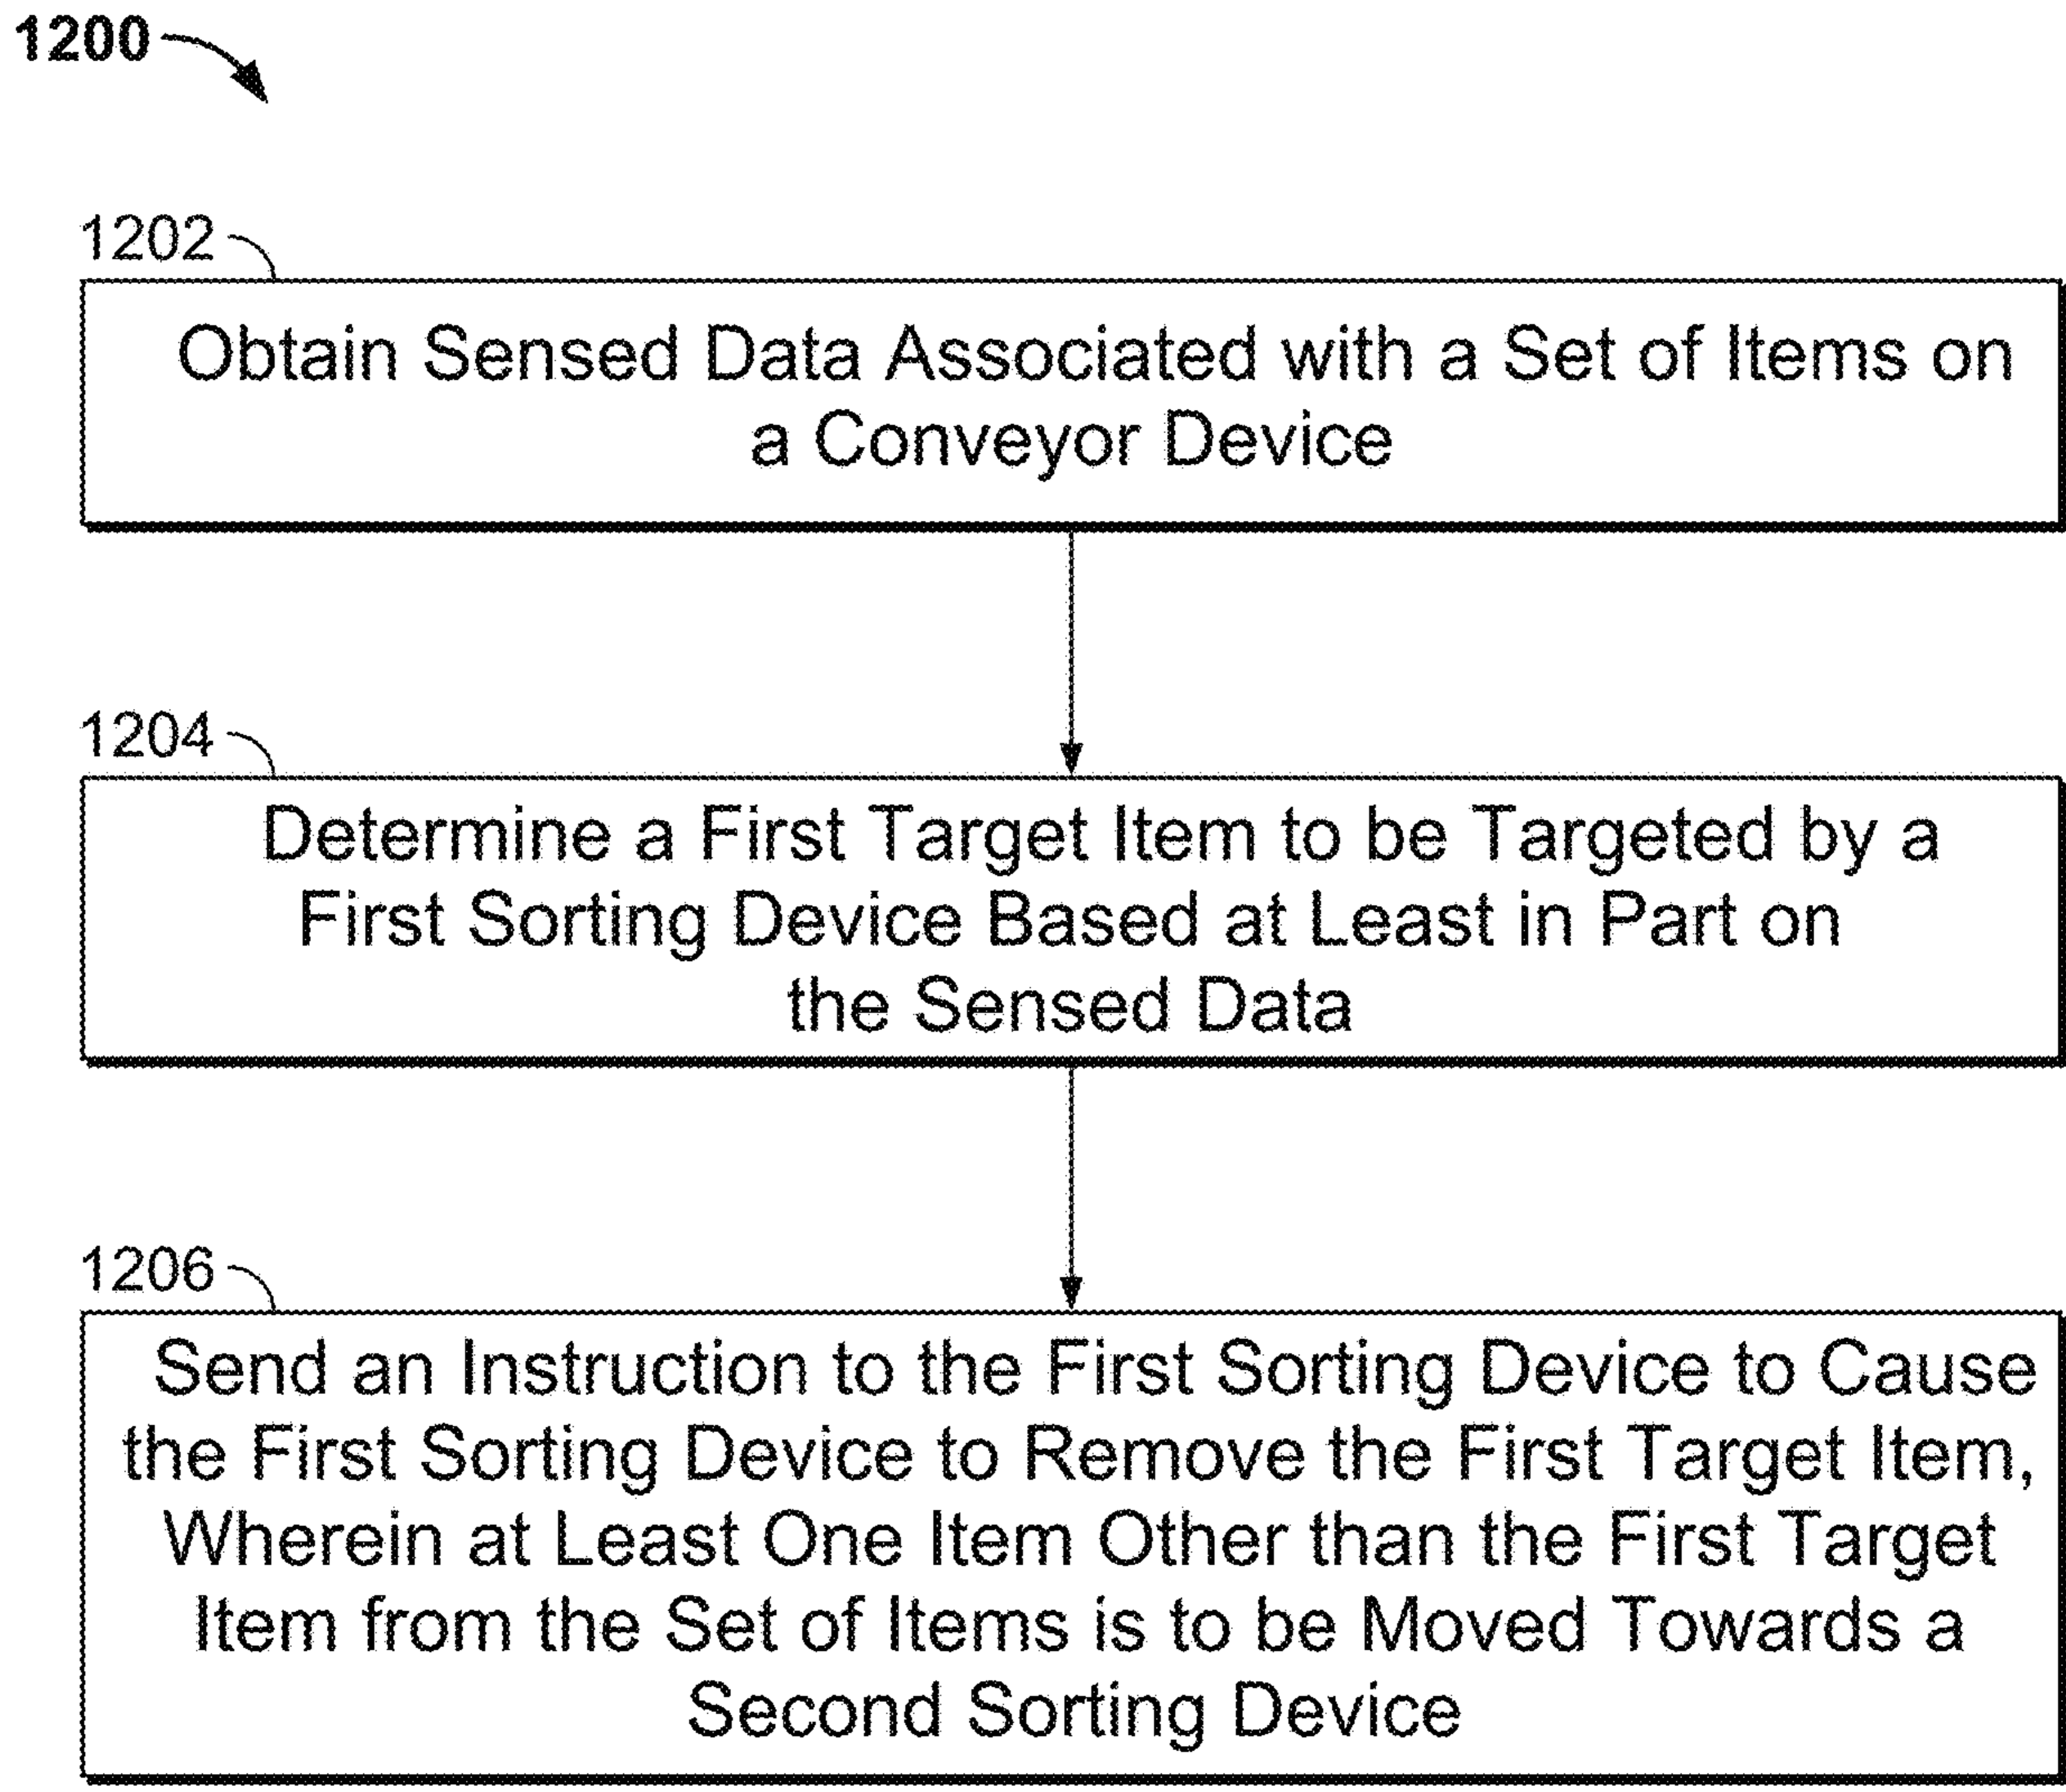 1200
1202
Obtain Sensed Data Associated with a Set of Items on
a Conveyor Device
1204
Determine a First Target Item to be Targeted by a
First Sorting Device Based at Least in Part on
the Sensed Data
1206
Send an Instruction to the First Sorting Device to Cause
the First Sorting Device to Remove the First Target Item,
Wherein at Least One Item Other than the First Target
Item from the Set of Items is to be Moved Towards a
Second Sorting Device